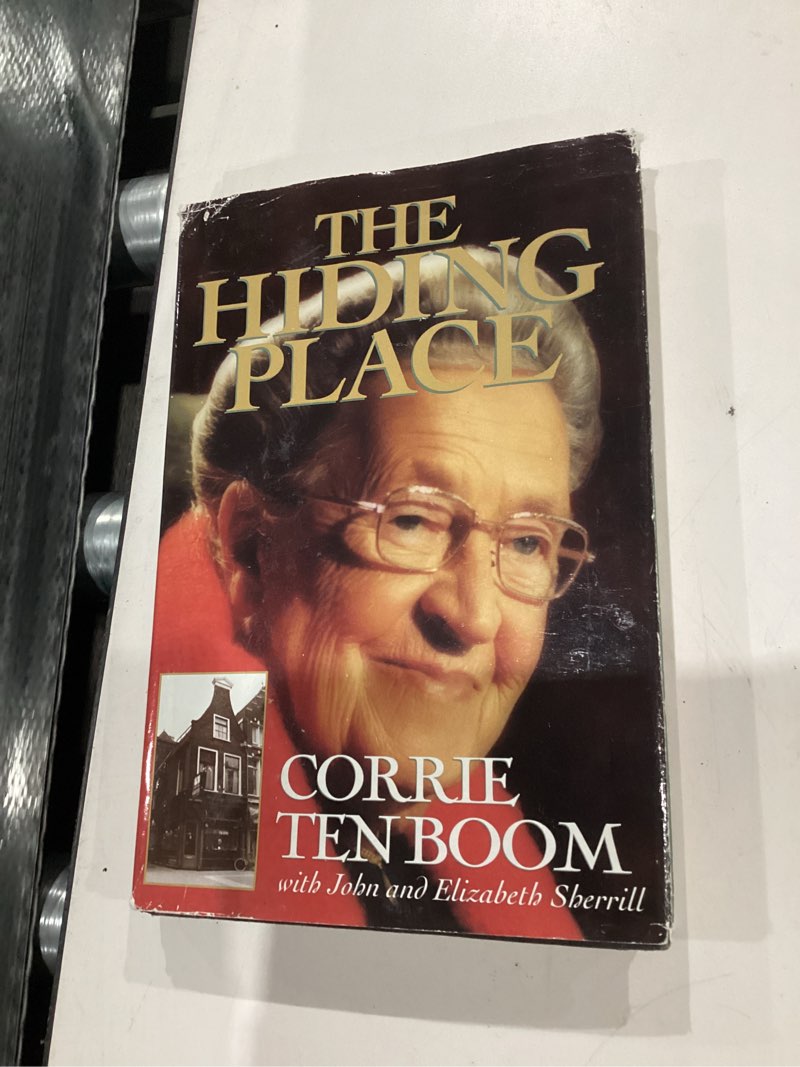 THE
HIDING
PLACE
CORRIE
TEN BOOM
with John and Elizabeth Sherrill